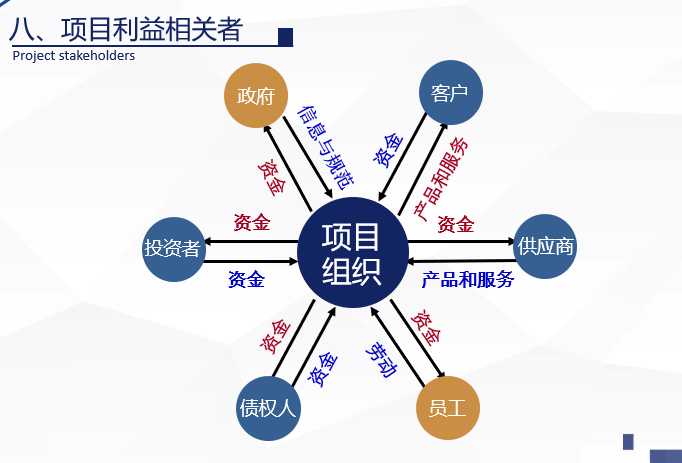 八、项目利益相关者
Project stakeholders
政府
客户
信息与规范
资金
资金
产品和服务
项目
组织
投资者
资金
资金
供应商
资金
产品和服务
债权人
资金
资金
员工
劳动
资金